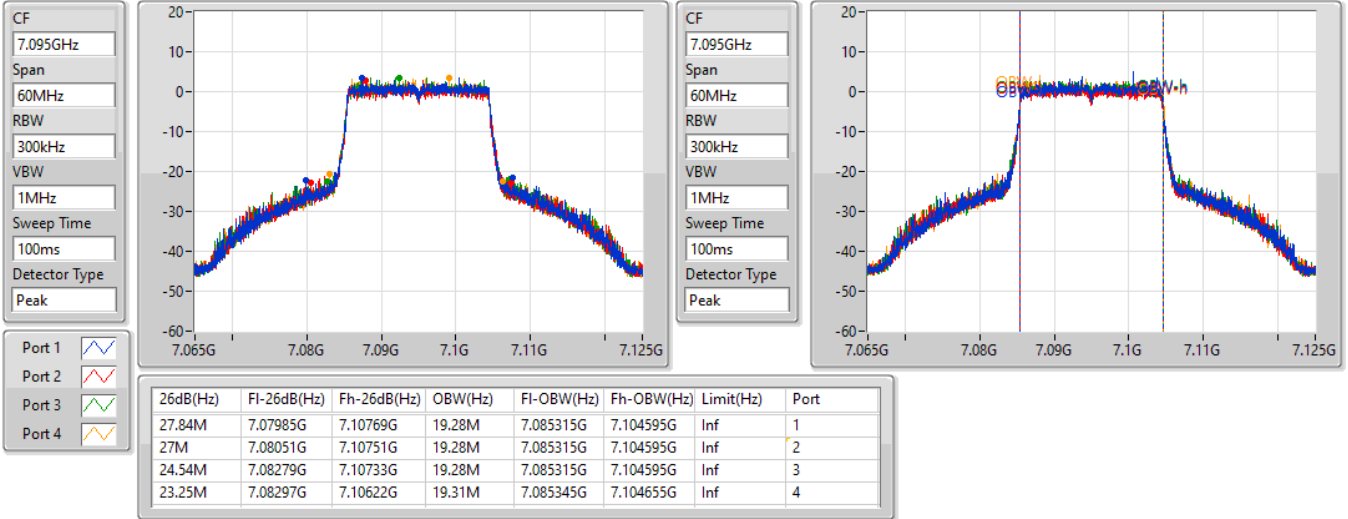 CF
7.095GHz
Span
60MHz
RBW
300kHz
VBW
1MHz
Sweep Time
100ms
Detector Type
Peak
20
10
0
-10
-20
-30
-40
-50
-60
7.065G 7.08G 7.09G 7.1G 7.11G 7.125G
CF
7.095GHz
Span
60MHz
RBW
300kHz
VBW
1MHz
Sweep Time
100ms
Detector Type
Peak
20
10
0
-10
-20
-30
-40
-50
-60
OBW-h
7.065G 7.08G 7.09G 7.1G 7.11G 7.125G
Port 1
Port 2
Port 3
Port 4
26dB(Hz) Fl-26dB(Hz) Fh-26dB(Hz) OBW(Hz) Fl-OBW(Hz) Fh-OBW(Hz) Limit(Hz) Port
27.84M 7.07985G 7.10769G 19.28M 7.085315G 7.104595G Inf 1
27M 7.08051G 7.10751G 19.28M 7.085315G 7.104595G Inf 2
24.54M 7.08279G 7.10733G 19.28M 7.085315G 7.104595G Inf 3
23.25M 7.08297G 7.10622G 19.31M 7.085345G 7.104655G Inf 4